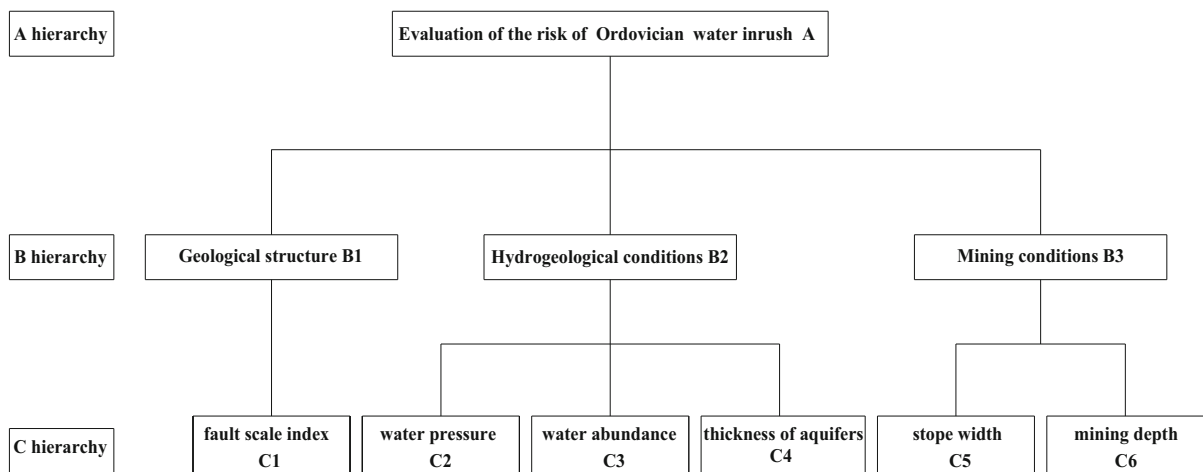 A hierarchy
Evaluation of the risk of Ordovician water inrush A
B hierarchy
Geological structure B1
Hydrogeological conditions B2
Mining conditions B3
C hierarchy
fault scale index
C1
water pressure
C2
water abundance
C3
thickness of aquifers
C4
stope width
C5
mining depth
C6